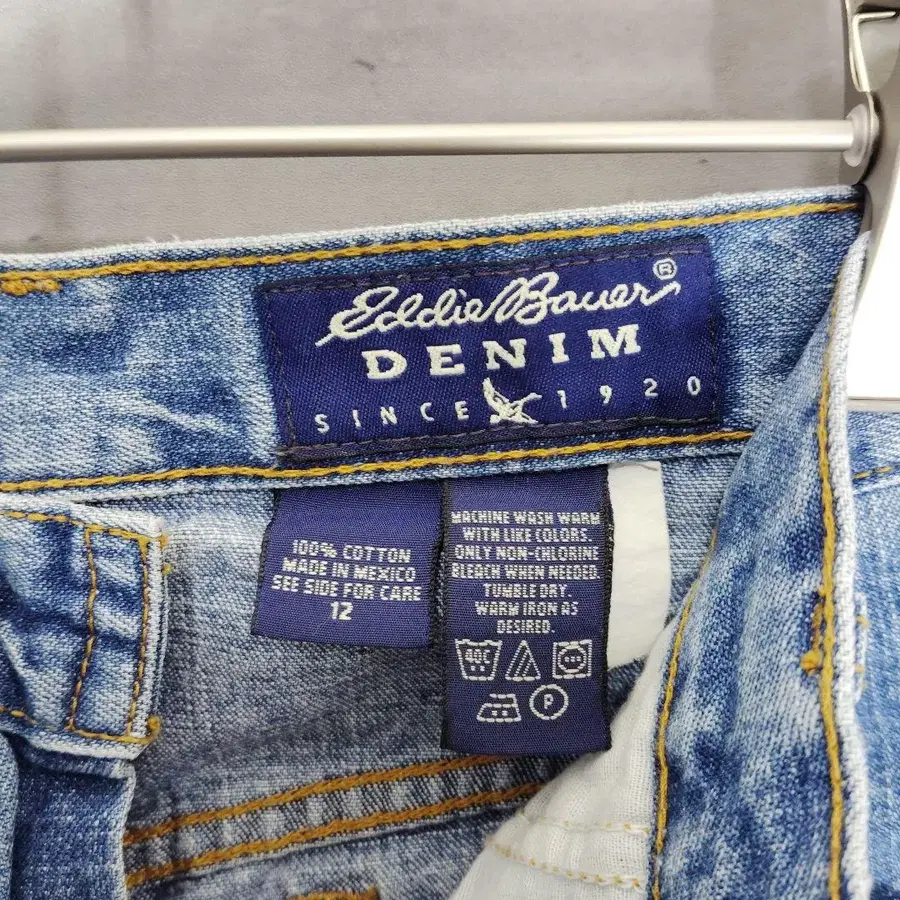 Eddie Bauer®
DENIM
SINCE 1920
100% COTTON
MADE IN MEXICO
SEE SIDE FOR CARE
12
MACHINE WASH WARM
WITH LIKE COLORS.
ONLY NON-CHLORINE
BLEACH WHEN NEEDED.
TUMBLE DRY.
WARM IRON AS
DESIRED.
40C
P